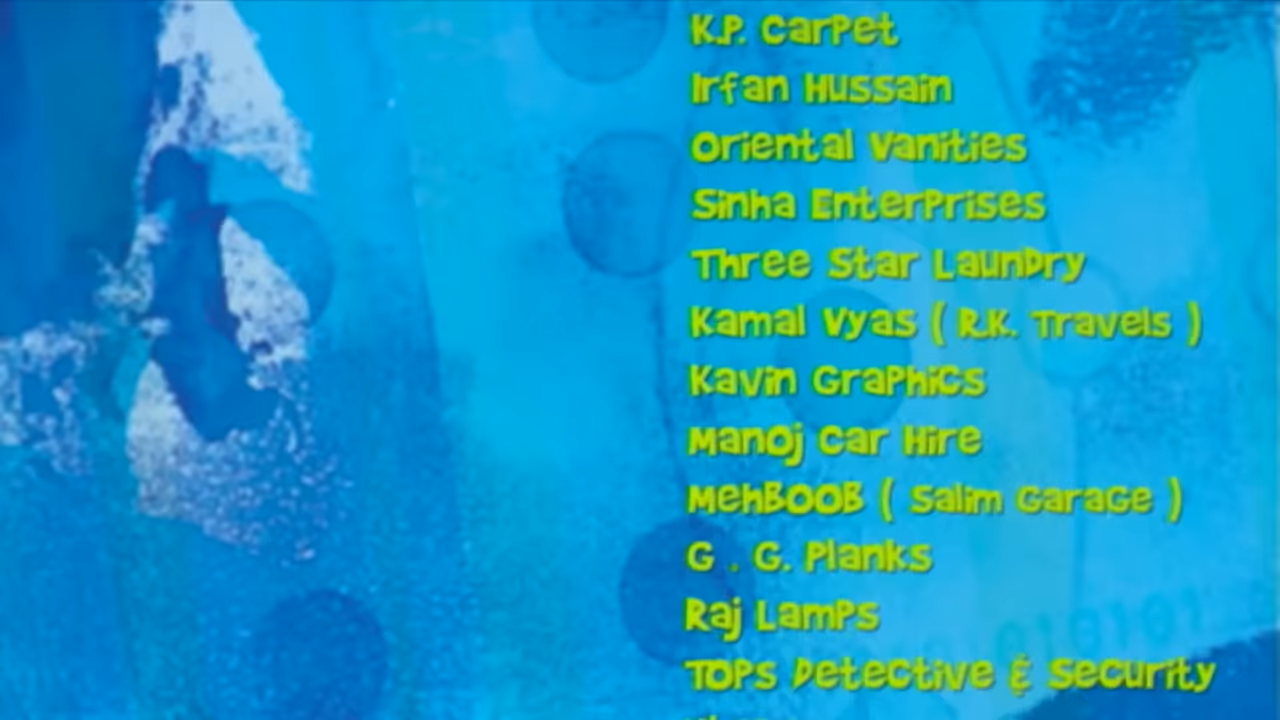 K.P. Carpet
Irfan Hussain
Oriental Vanities
Sinha Enterprises
Three Star Laundry
Kamal Vyas ( R.K. Travels )
Kavin Graphics
Manoj Car Hire
Mehboob ( Salim Garage )
G . G. Planks
Raj Lamps
Tops Detective & Security
010101